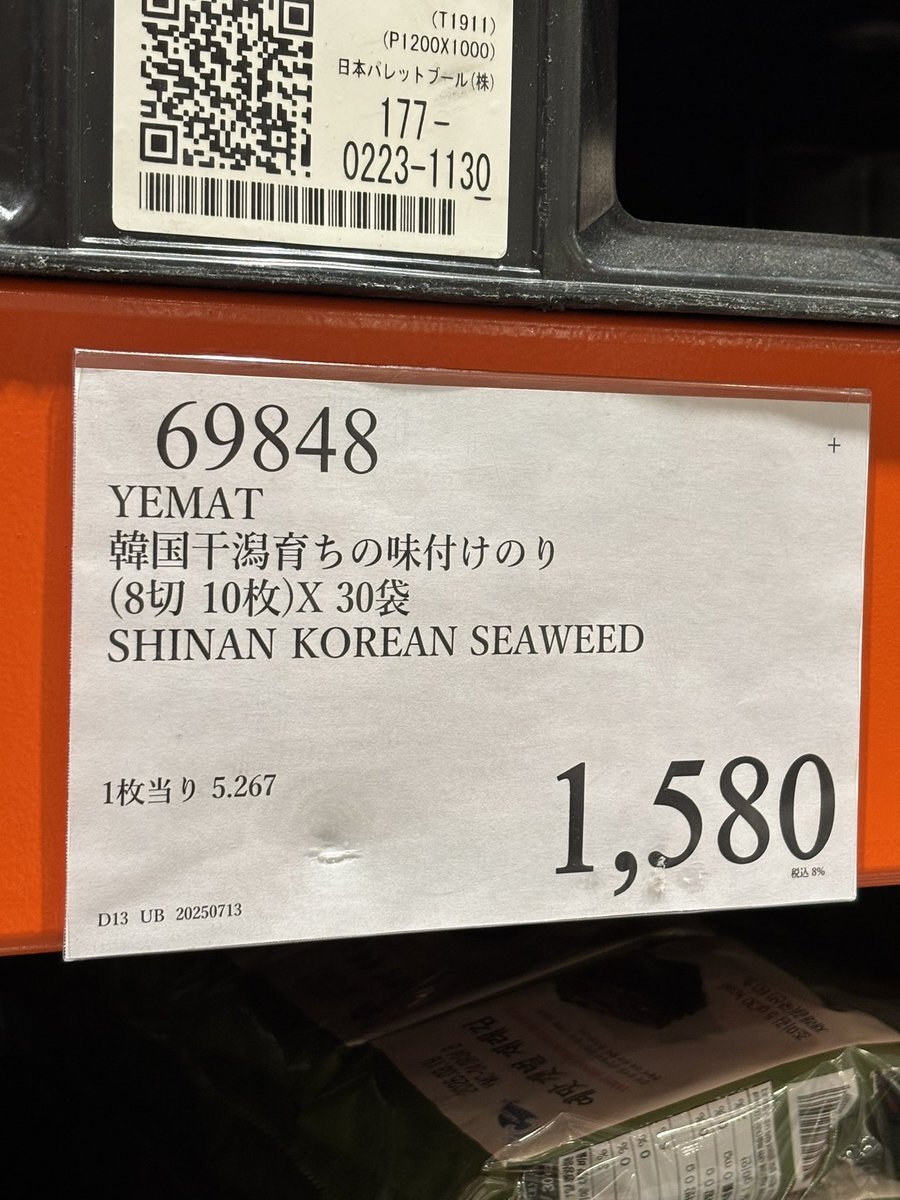 (T1911)
(P1200X1000)
日本パレットプール(株)
177-
0223-1130
69848
+
YEMAT
韓国干潟育ちの味付けのり
(8切 10枚)X 30袋
SHINAN KOREAN SEAWEED
1枚当り 5.267
1,580
税込 8%
D13 UB 20250713